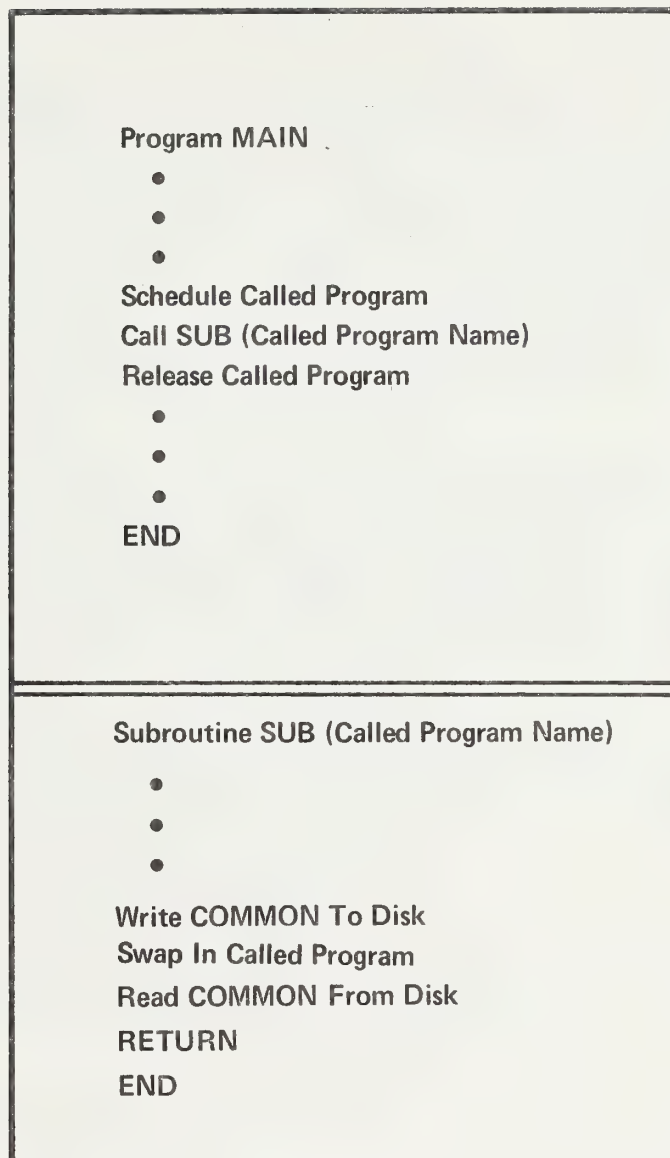 Program MAIN
•
•
•
Schedule Called Program
Call SUB (Called Program Name)
Release Called Program
•
•
•
END
Subroutine SUB (Called Program Name)
•
•
•
Write COMMON To Disk
Swap In Called Program
Read COMMON From Disk
RETURN
END